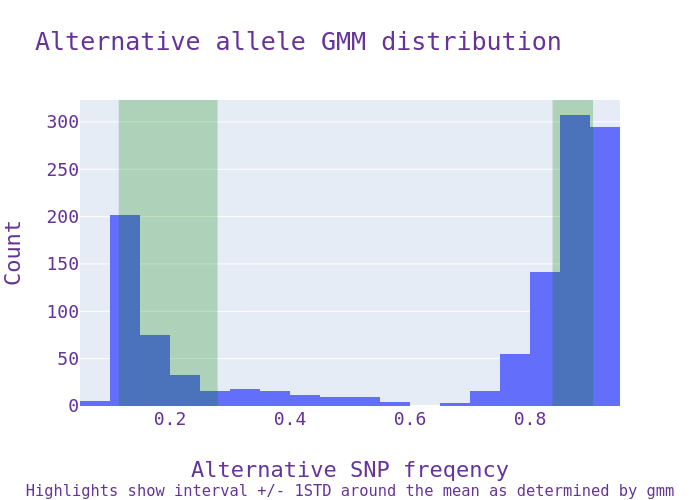 Alternative allele GMM distribution
300
250
200
150
100
50
0
Count
0.2 0.4 0.6 0.8
Alternative SNP freqency
Highlights show interval +/- 1STD around the mean as determined by gmm